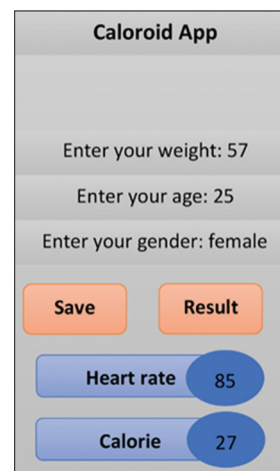 Caloroid App
Enter your weight: 57
Enter your age: 25
Enter your gender: female
Save Result
Heart rate 85
Calorie 27